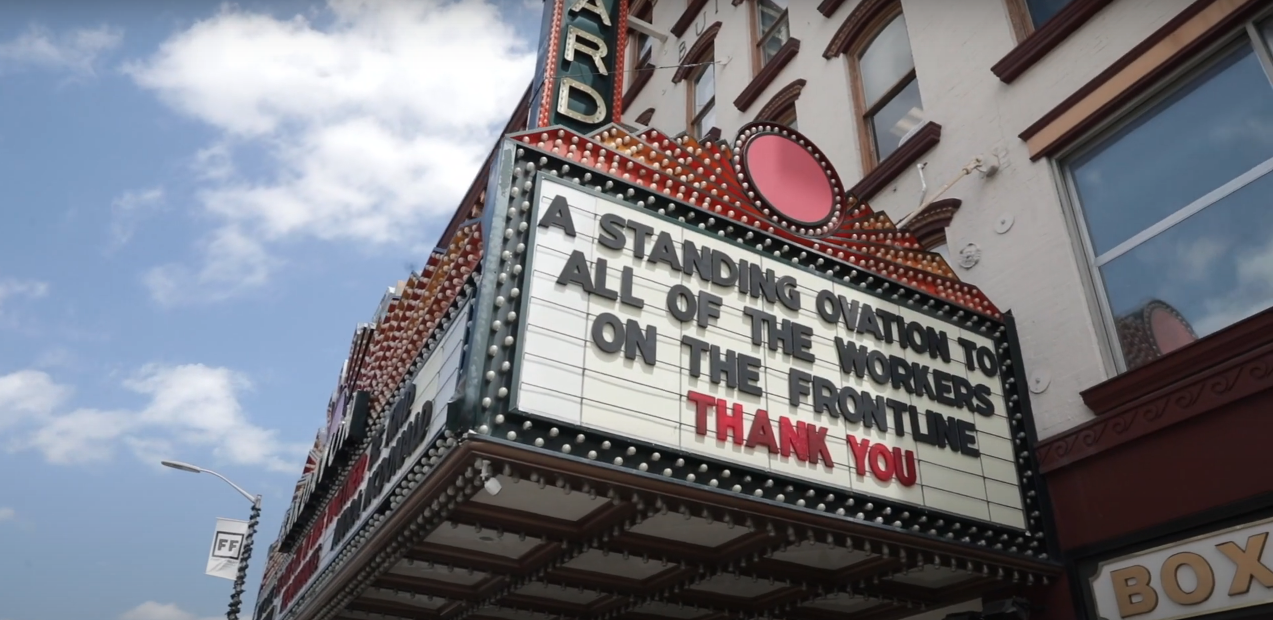 ARD
A STANDING OVATION TO
ALL OF THE WORKERS
ON THE FRONTLINE
THANK YOU
FF
BOX